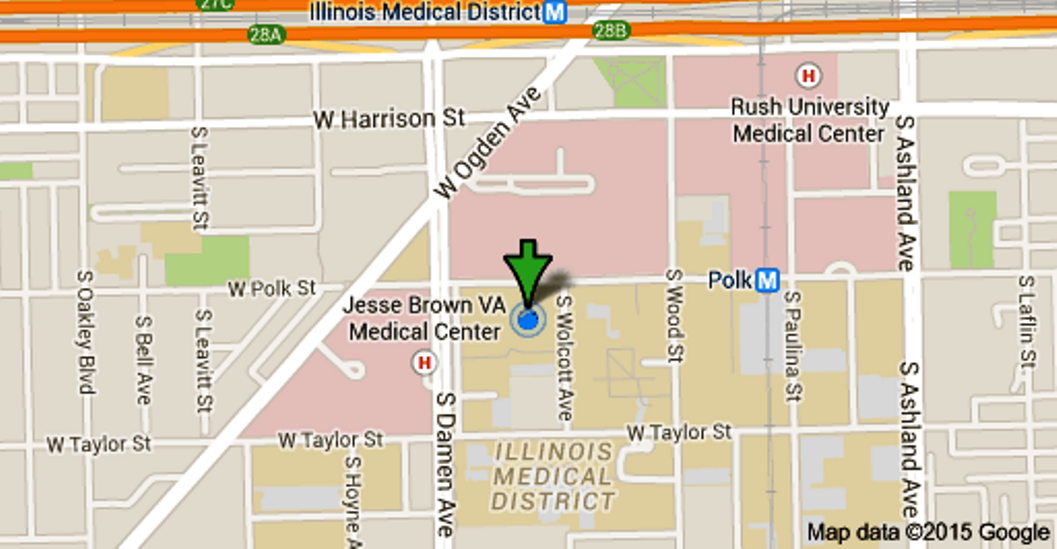 27C
Illinois Medical District M
28A
28B
H
Rush University
Medical Center
W Harrison St
W Ogden Ave
S Leavitt St
S Ashland Ave
W Polk St
Polk M
Jesse Brown VA
Medical Center
H
S Oakley Blvd
S Bell Ave
S Leavitt St
S Wolcott Ave
S Wood St
S Paulina St
S Laflin St.
S Damen Ave
S Ashland Ave
W Taylor St
W Taylor St
W Taylor St
S Hoyne A
ILLINOIS
MEDICAL
DISTRICT
Map data ©2015 Google